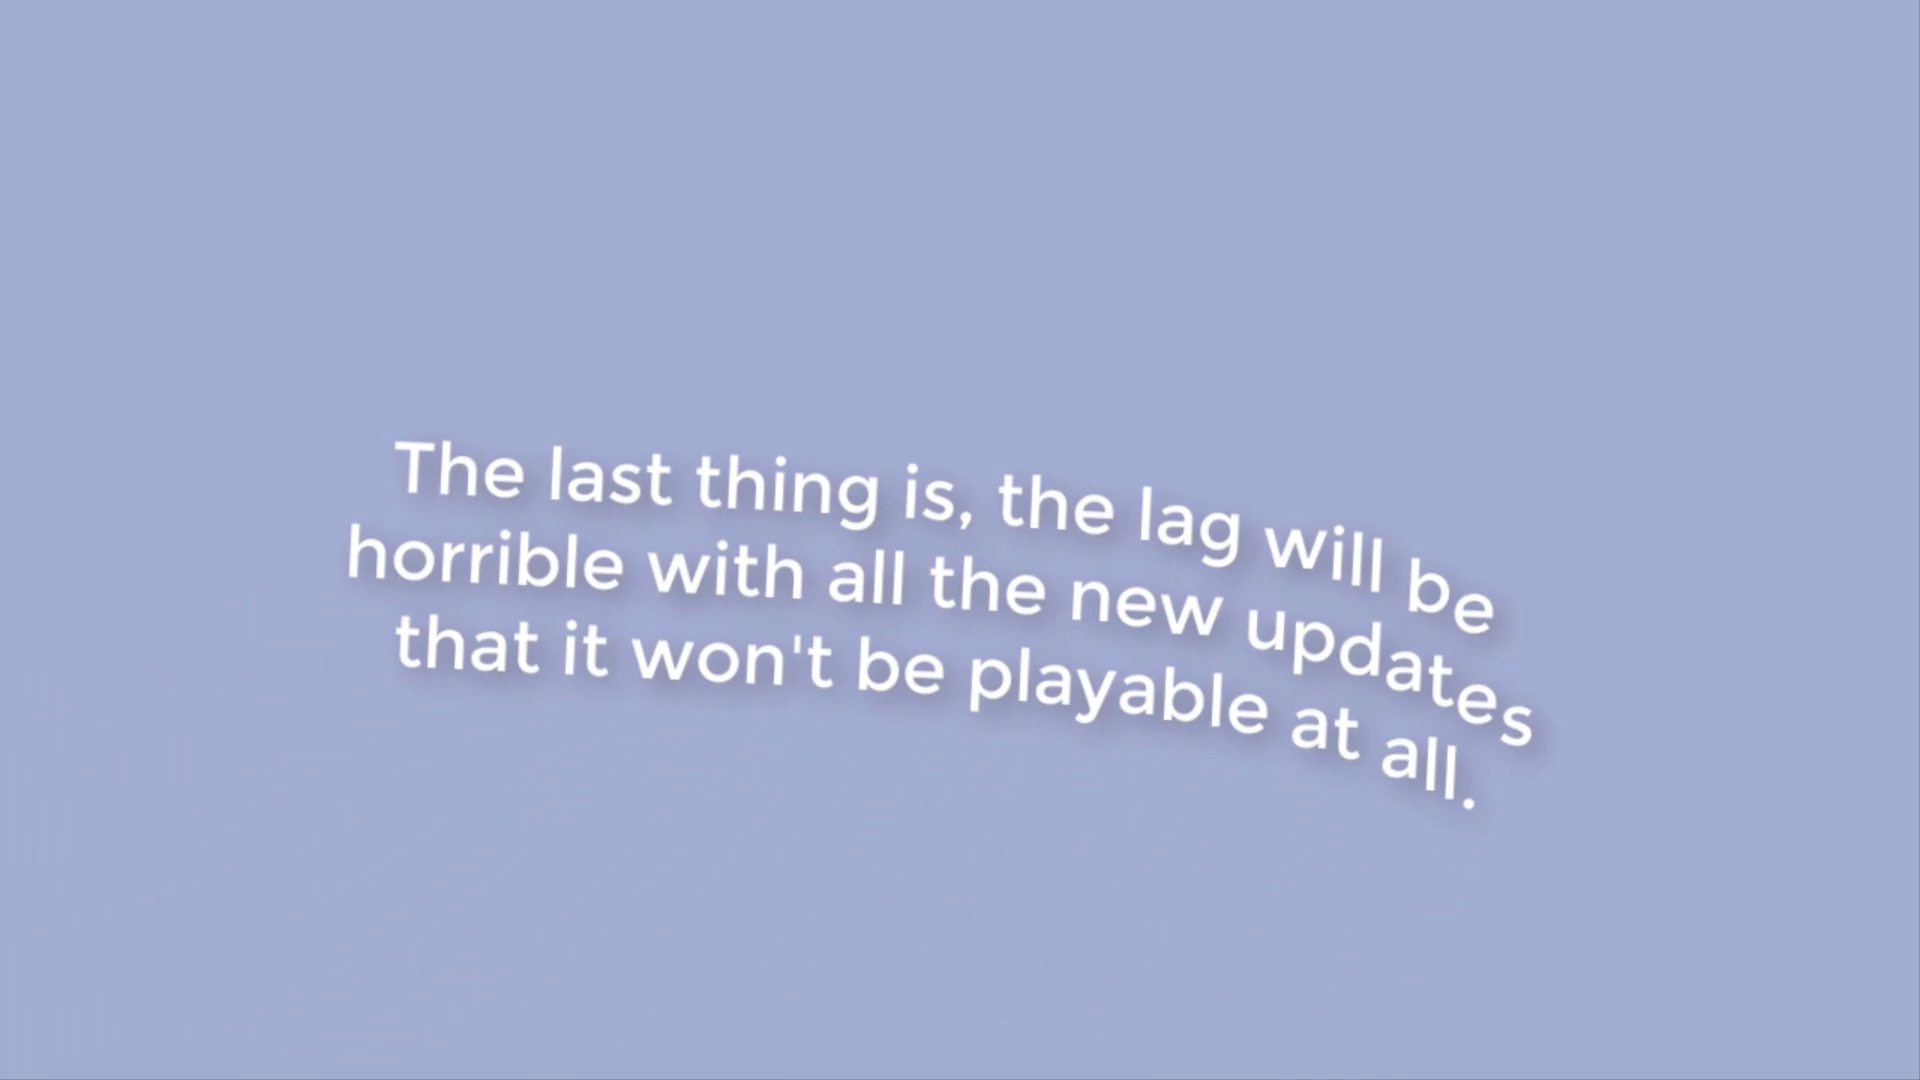 The last thing is, the lag will be
horrible with all the new updates
that it won't be playable at all.